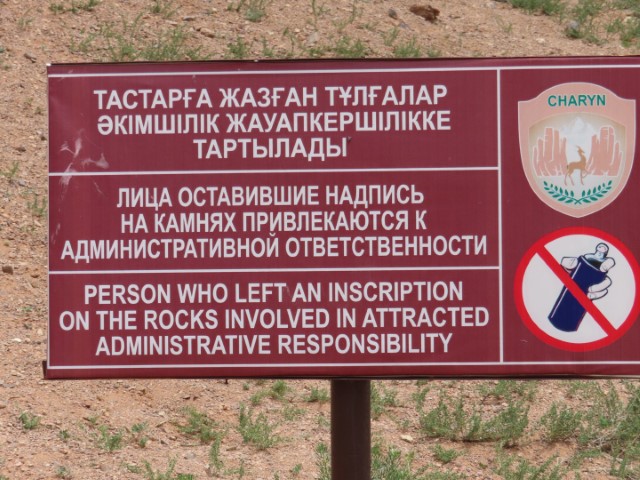 ТАСТАРҒА ЖАЗҒАН ТҰЛҒАЛАР
ӘКІМШІЛІК ЖАУАПКЕРШІЛІККЕ
ТАРТЫЛАДЫ
ЛИЦА ОСТАВИВШИЕ НАДПИСЬ
НА КАМНЯХ ПРИВЛЕКАЮТСЯ К
АДМИНИСТРАТИВНОЙ ОТВЕТСТВЕННОСТИ
PERSON WHO LEFT AN INSCRIPTION
ON THE ROCKS INVOLVED IN ATTRACTED
ADMINISTRATIVE RESPONSIBILITY
CHARYN